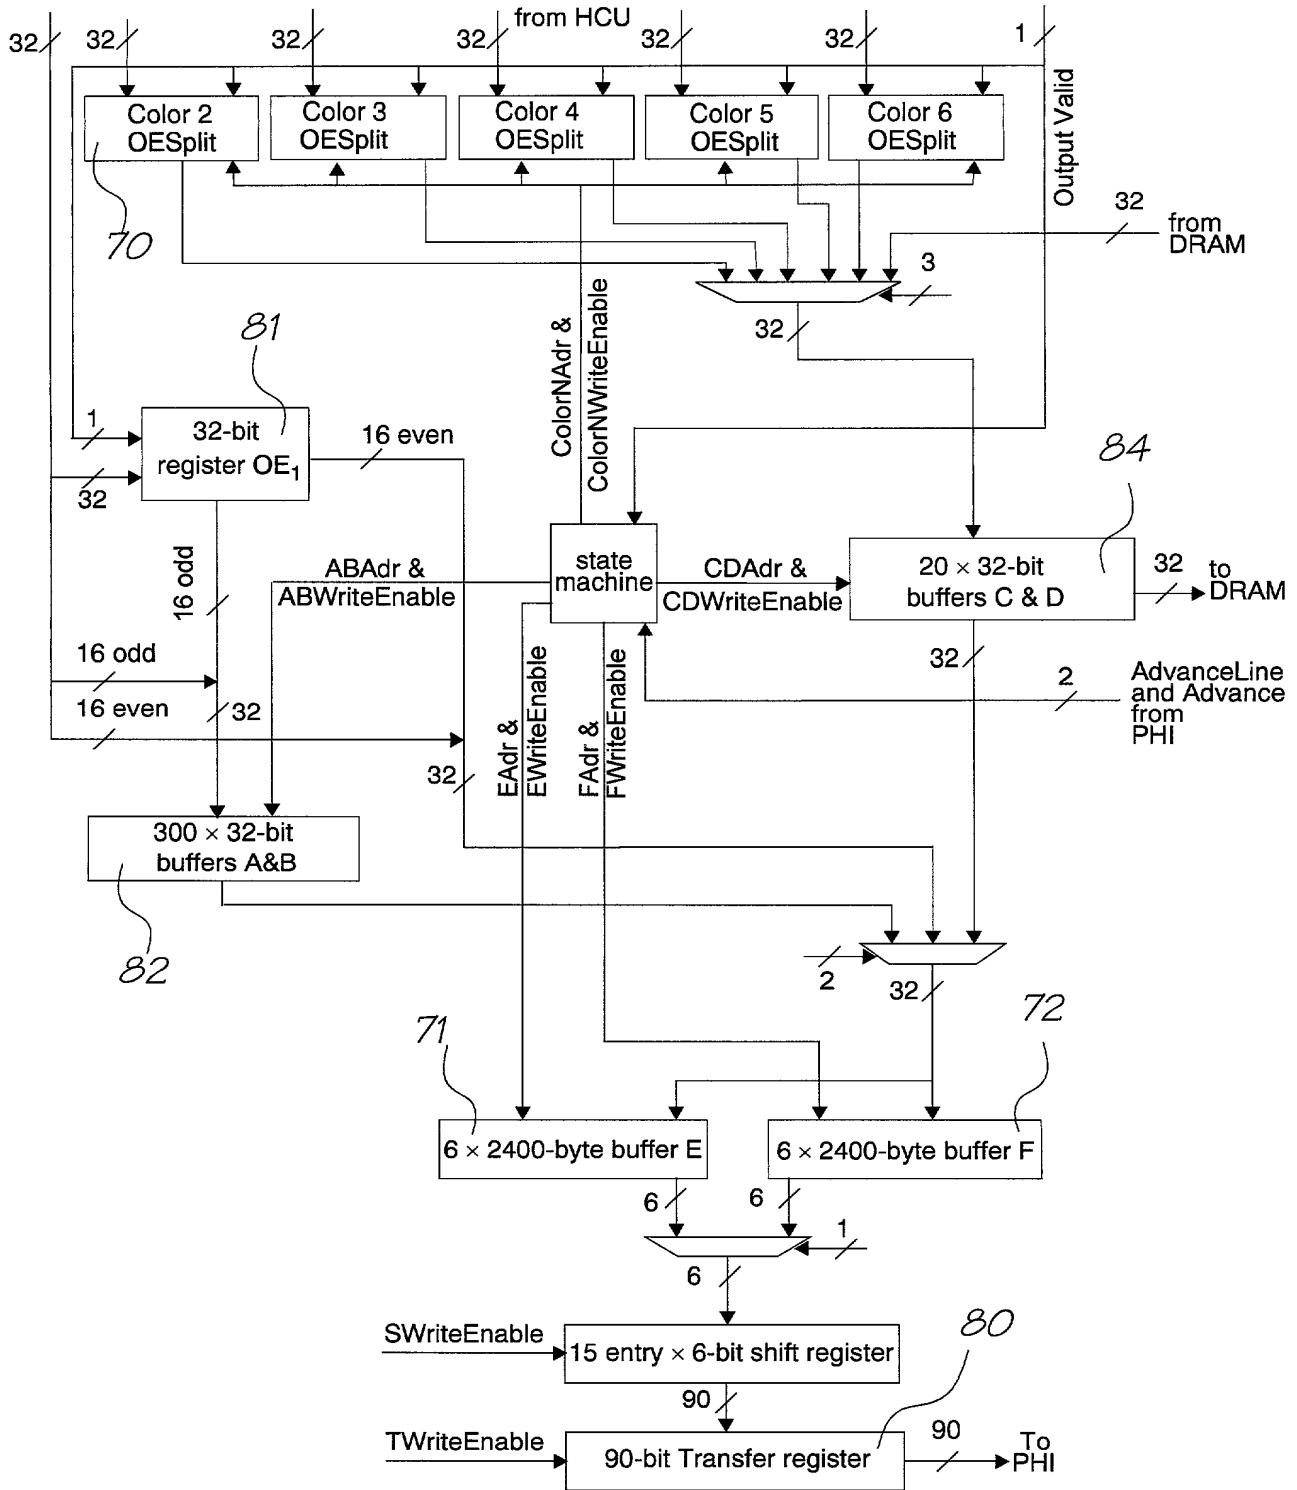 from HCU
32
32
32
32
32
32
1
Color 2
OESplit
Color 3
OESplit
Color 4
OESplit
Color 5
OESplit
Color 6
OESplit
Output Valid
70
32
from
DRAM
3
32
81
ColorNAdr &
ColorNWriteEnable
1
32-bit
register OE1
32
16 even
84
16 odd
ABAdr &
ABWriteEnable
state
machine
CDAdr &
CDWriteEnable
20 × 32-bit
buffers C & D
32
to
DRAM
16 odd
16 even
32
32
EAdr &
EWriteEnable
FAdr &
FWriteEnable
32
2
AdvanceLine
and Advance
from
PHI
300 × 32-bit
buffers A&B
82
2
32
71
72
6 × 2400-byte buffer E
6 × 2400-byte buffer F
6
6
1
6
SWriteEnable
15 entry × 6-bit shift register
80
90
TWriteEnable
90-bit Transfer register
90
To
PHI